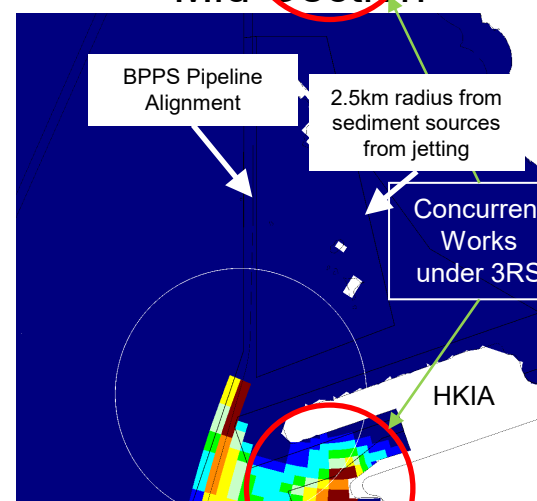 BPPS Pipeline
Alignment
2.5km radius from
sediment sources
from jetting
Concurren
Works
under 3RS
HKIA